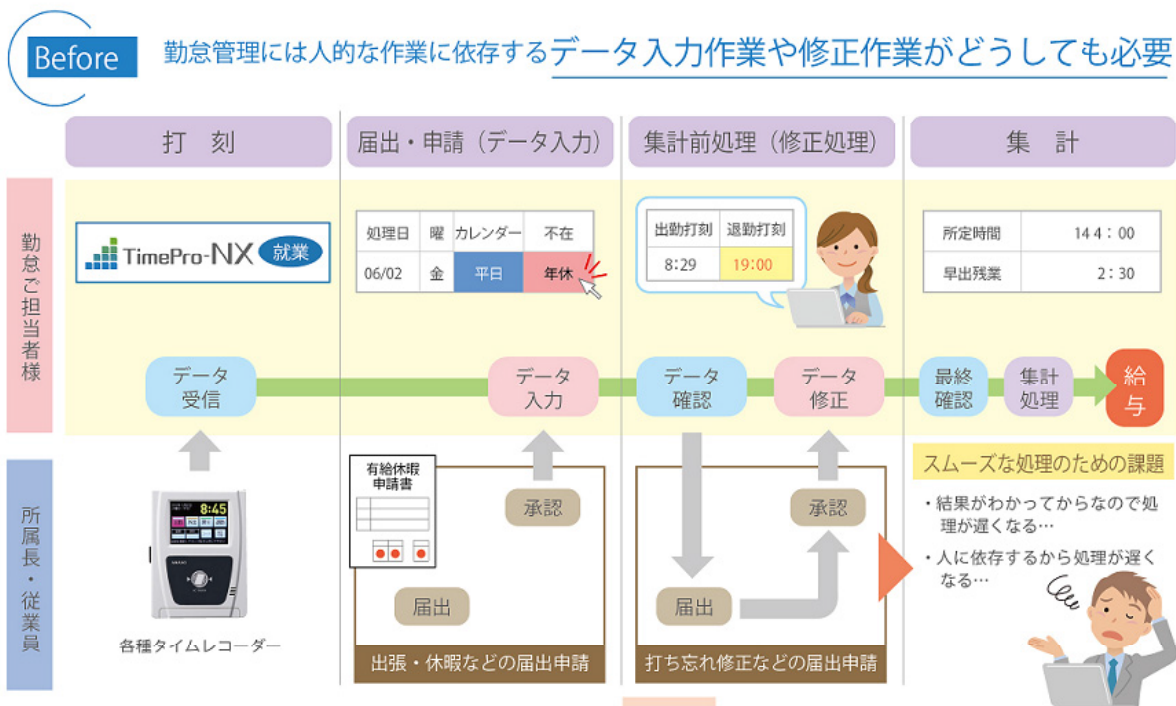 Before
勤怠管理には人的な作業に依存するデータ入力作業や修正作業がどうしても必要
打 刻
届出・申請（データ入力）
集計前処理（修正処理）
集 計
勤怠ご担当者様
TimePro-NX 就業
処理日 曜 カレンダー 不在
06/02 金 平日 年休
出勤打刻 退勤打刻
8:29 19:00
所定時間 144：00
早出残業 2：30
データ
受信
データ
入力
データ
確認
データ
修正
最終
確認
集計
処理
給
与
所属長・従業員
8:45
各種タイムレコーダー
有給休暇
申請書
承認
届出
出張・休暇などの届出申請
承認
届出
打ち忘れ修正などの届出申請
スムーズな処理のための課題
・結果がわかってからなので処
理が遅くなる…
・人に依存するから処理が遅く
なる…